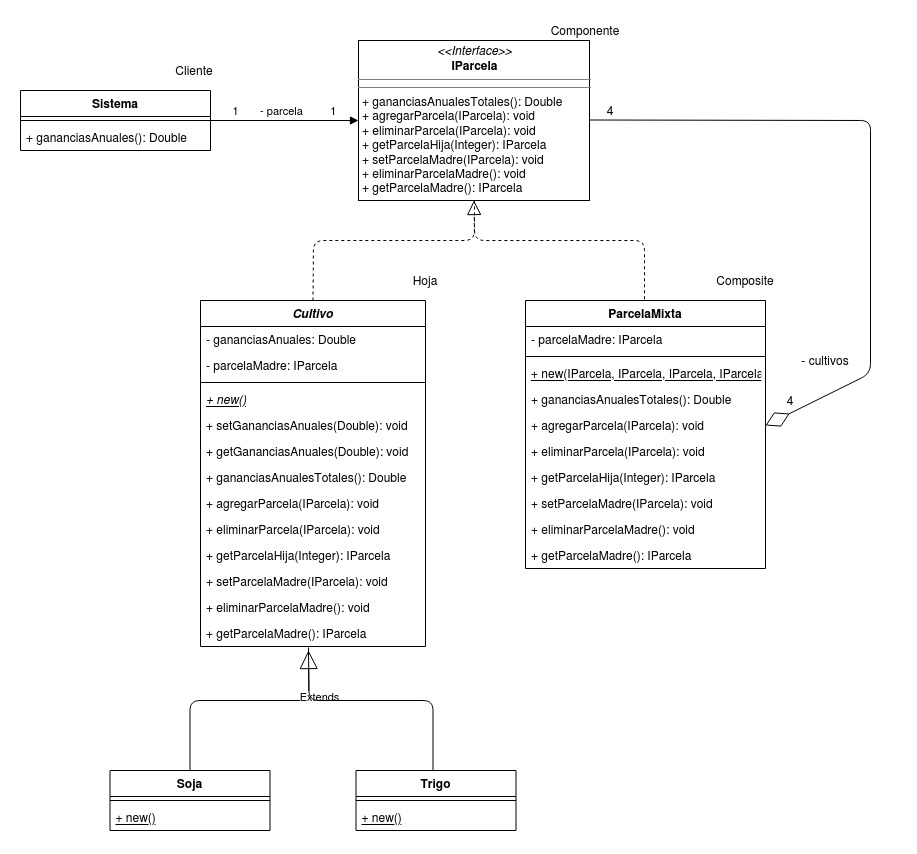 Componente
<<Interface>>
IParcela
+ gananciasAnualesTotales(): Double
+ agregarParcela(IParcela): void
+ eliminarParcela(IParcela): void
+ getParcelaHija(Integer): IParcela
+ setParcelaMadre(IParcela): void
+ eliminarParcelaMadre(): void
+ getParcelaMadre(): IParcela
Cliente
Sistema
+ gananciasAnuales(): Double
1
- parcela
1
4
Hoja
Cultivo
- gananciasAnuales: Double
- parcelaMadre: IParcela
+ new()
+ setGananciasAnuales(Double): void
+ getGananciasAnuales(Double): void
+ gananciasAnualesTotales(): Double
+ agregarParcela(IParcela): void
+ eliminarParcela(IParcela): void
+ getParcelaHija(Integer): IParcela
+ setParcelaMadre(IParcela): void
+ eliminarParcelaMadre(): void
+ getParcelaMadre(): IParcela
Composite
ParcelaMixta
- parcelaMadre: IParcela
+ new(IParcela, IParcela, IParcela, IParcela
+ gananciasAnualesTotales(): Double
+ agregarParcela(IParcela): void
+ eliminarParcela(IParcela): void
+ getParcelaHija(Integer): IParcela
+ setParcelaMadre(IParcela): void
+ eliminarParcelaMadre(): void
+ getParcelaMadre(): IParcela
- cultivos
4
Extends
Soja
+ new()
Trigo
+ new()